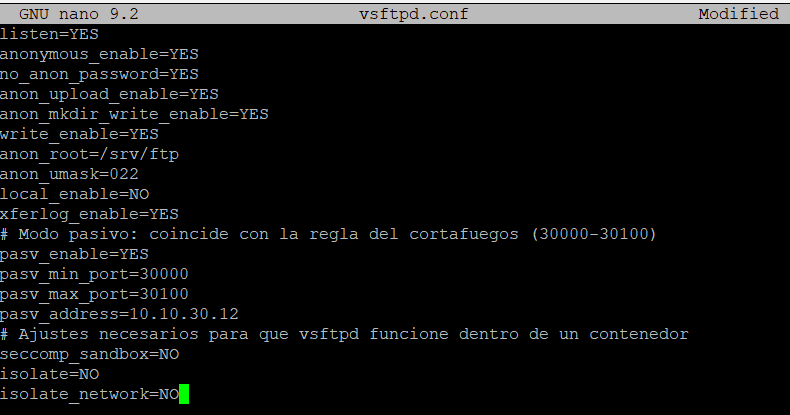 GNU nano 9.2 vsftpd.conf Modified
listen=YES
anonymous_enable=YES
no_anon_password=YES
anon_upload_enable=YES
anon_mkdir_write_enable=YES
write_enable=YES
anon_root=/srv/ftp
anon_umask=022
local_enable=NO
xferlog_enable=YES
# Modo pasivo: coincide con la regla del cortafuegos (30000-30100)
pasv_enable=YES
pasv_min_port=30000
pasv_max_port=30100
pasv_address=10.10.30.12
# Ajustes necesarios para que vsftpd funcione dentro de un contenedor
seccomp_sandbox=NO
isolate=NO
isolate_network=NO